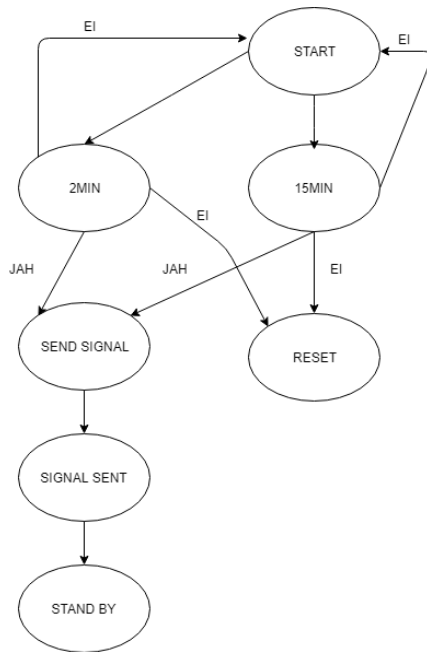 EI
START
EI
2MIN
15MIN
EI
JAH
JAH
EI
SEND SIGNAL
RESET
SIGNAL SENT
STAND BY